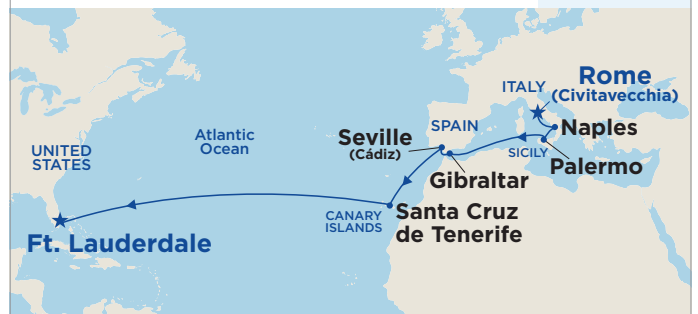 ITALY
Rome
(Civitavecchia)
Naples
SICILY
Palermo
SPAIN
Seville
(Cádiz)
Gibraltar
Atlantic
Ocean
UNITED
STATES
CANARY
ISLANDS
Santa Cruz
de Tenerife
Ft. Lauderdale